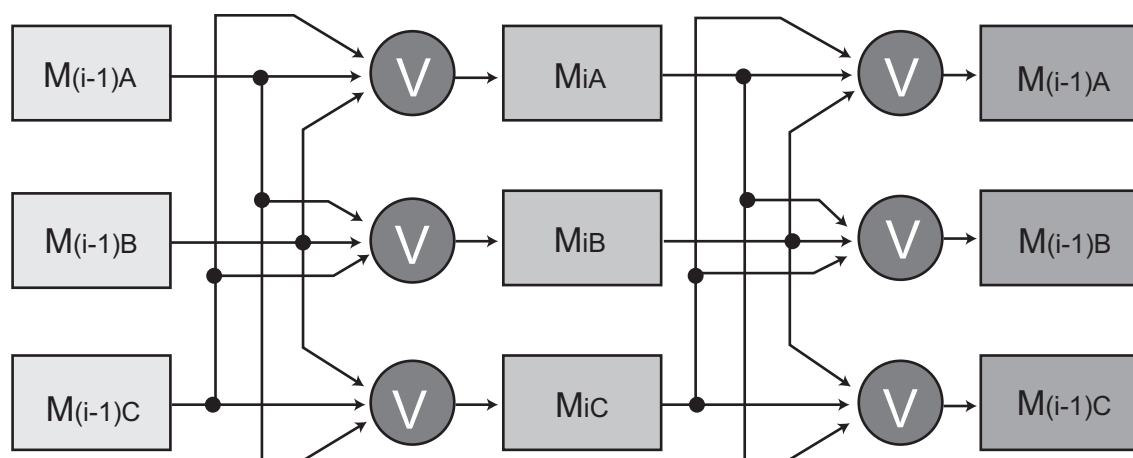 M(i-1)A V MiA V M(i-1)A
M(i-1)B V MiB V M(i-1)B
M(i-1)C V MiC V M(i-1)C